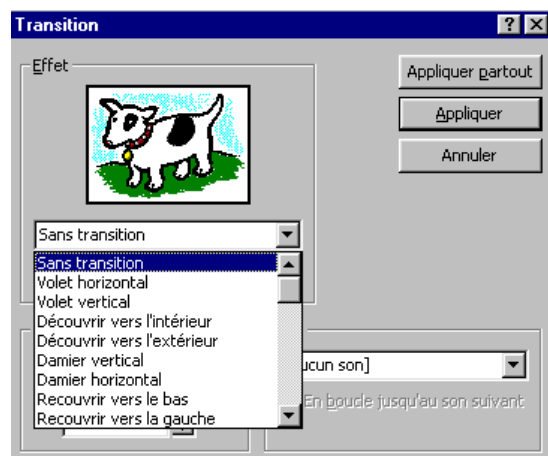 Transition
Effet
Appliquer partout
Appliquer
Annuler
Sans transition
Sans transition
Volet horizontal
Volet vertical
Découvrir vers l'intérieur
Découvrir vers l'extérieur
Damier vertical
Damier horizontal
Recouvrir vers le bas
Recouvrir vers la gauche
son]
En boucle jusqu'au son suivant